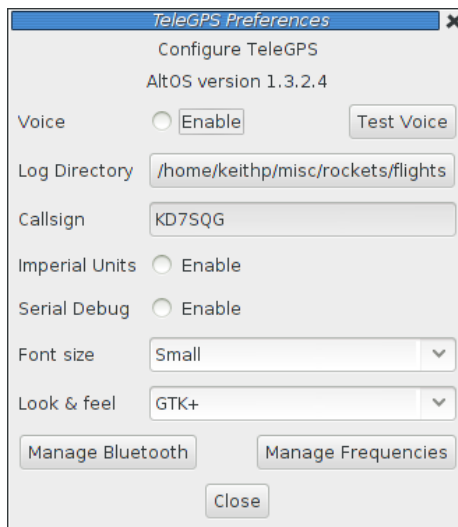 TeleGPS Preferences
Configure TeleGPS
AltOS version 1.3.2.4
Voice Enable Test Voice
Log Directory /home/keithp/misc/rockets/flights
Callsign KD7SQG
Imperial Units Enable
Serial Debug Enable
Font size Small
Look & feel GTK+
Manage Bluetooth Manage Frequencies
Close